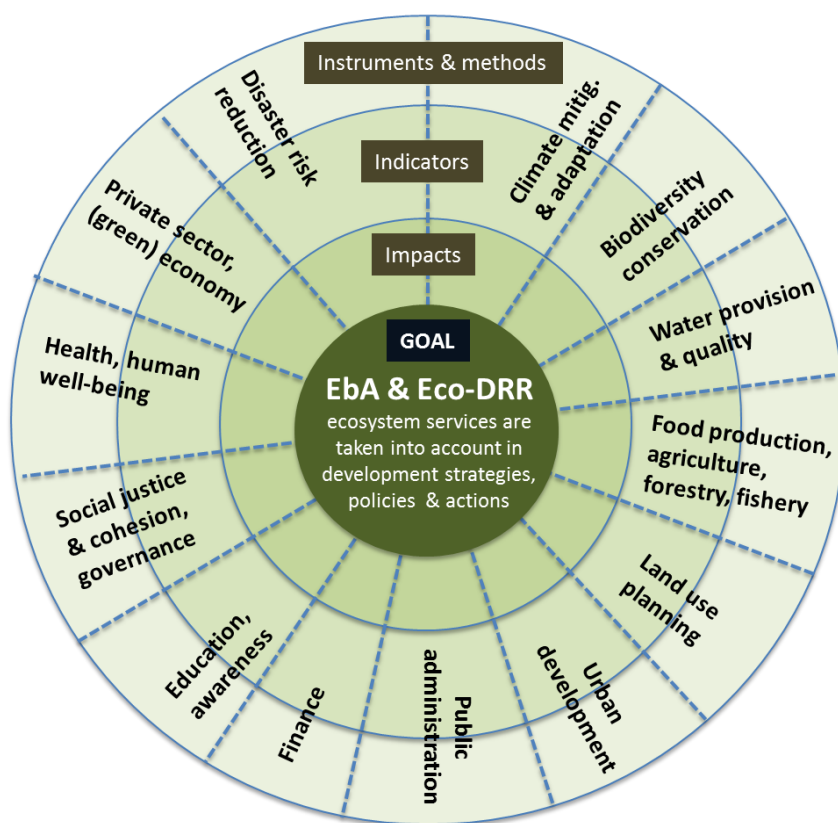 Instruments & methods
Indicators
Impacts
GOAL
EbA & Eco-DRR
ecosystem services are
taken into account in
development strategies,
policies & actions
Climate mitig.
& adaptation
Biodiversity
conservation
Water provision
& quality
Food production,
agriculture,
forestry, fishery
Land use
planning
Urban
development
Public
administration
Finance
Education,
awareness
Social justice
& cohesion,
governance
Health, human
well-being
Private sector,
(green) economy
Disaster risk
reduction